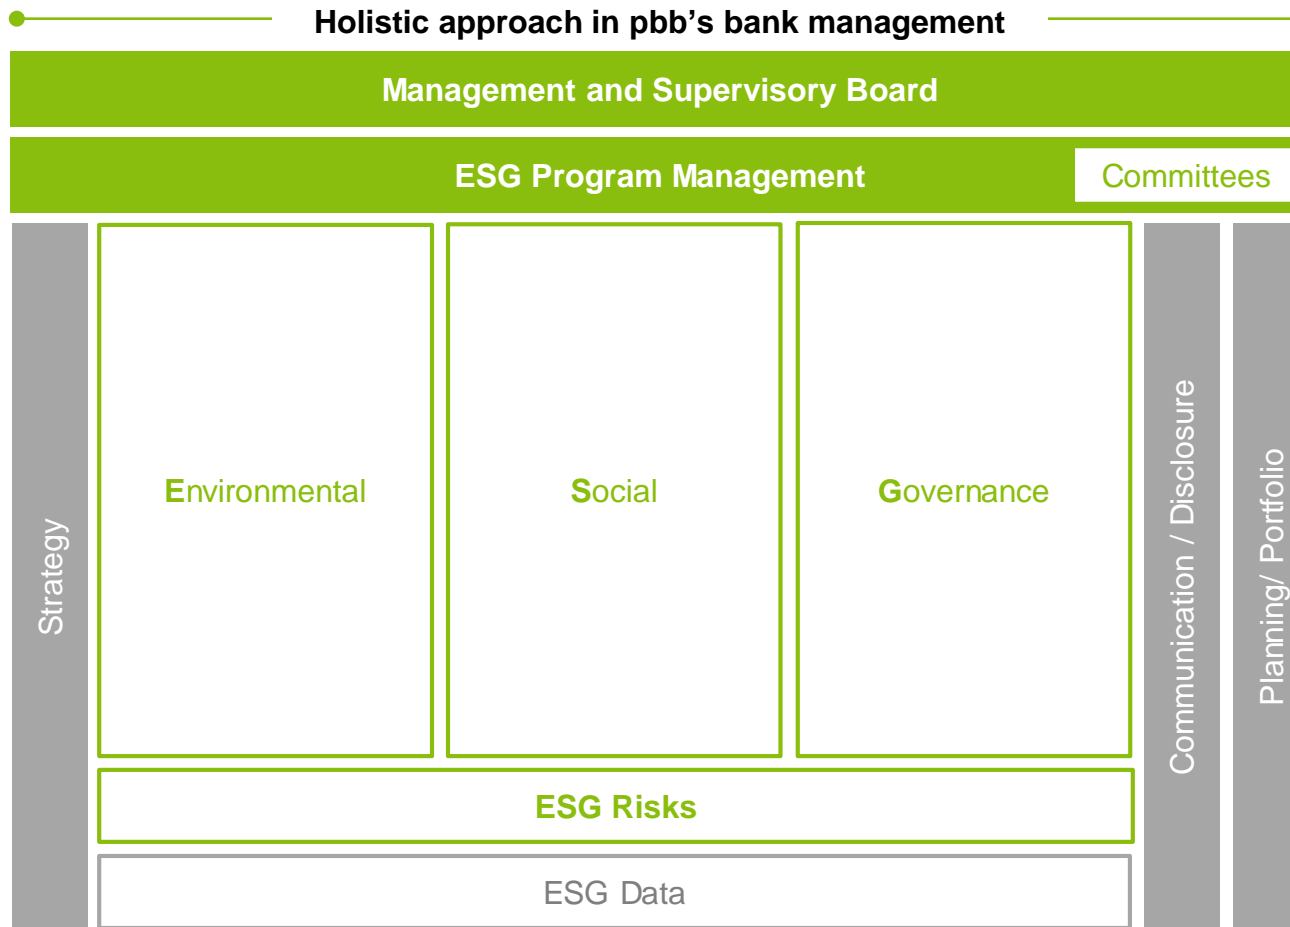 Holistic approach in pbb's bank management
Management and Supervisory Board
ESG Program Management
Committees
Strategy
Environmental
Social
Governance
Communication / Disclosure
Planning/ Portfolio
ESG Risks
ESG Data